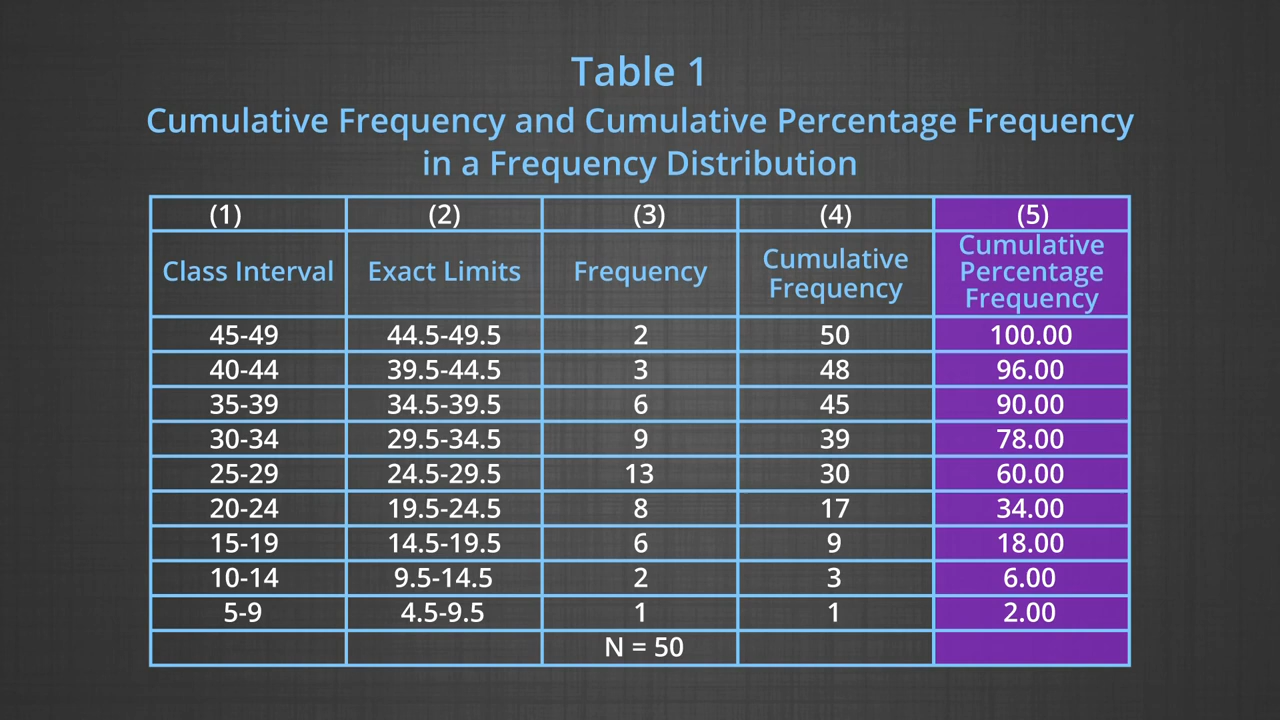 Table 1
Cumulative Frequency and Cumulative Percentage Frequency
in a Frequency Distribution
(1) (2) (3) (4) (5)
Class Interval Exact Limits Frequency Cumulative Frequency Cumulative Percentage Frequency
45-49 44.5-49.5 2 50 100.00
40-44 39.5-44.5 3 48 96.00
35-39 34.5-39.5 6 45 90.00
30-34 29.5-34.5 9 39 78.00
25-29 24.5-29.5 13 30 60.00
20-24 19.5-24.5 8 17 34.00
15-19 14.5-19.5 6 9 18.00
10-14 9.5-14.5 2 3 6.00
5-9 4.5-9.5 1 1 2.00
N = 50